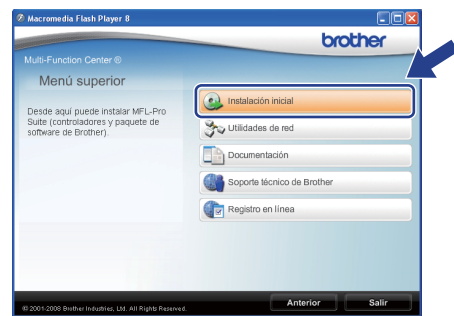 Macromedia Flash Player 8
brother
Multi-Function Center ®
Menú superior
Desde aquí puede instalar MFL-Pro
Suite (controladores y paquete de
software de Brother).
Instalación inicial
Utilidades de red
Documentación
Soporte técnico de Brother
Registro en línea
© 2001-2008 Brother Industries, Ltd. All Rights Reserved.
Anterior
Salir